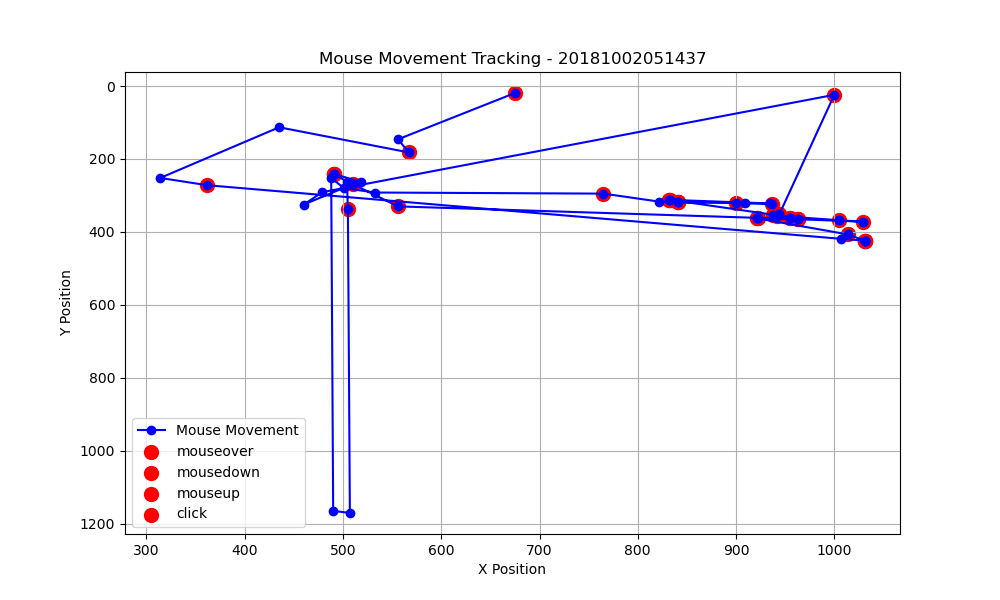 Mouse Movement Tracking - 20181002051437
0
200
400
600
800
1000
1200
Y Position
Mouse Movement
mouseover
mousedown
mouseup
click
300 400 500 600 700 800 900 1000
X Position